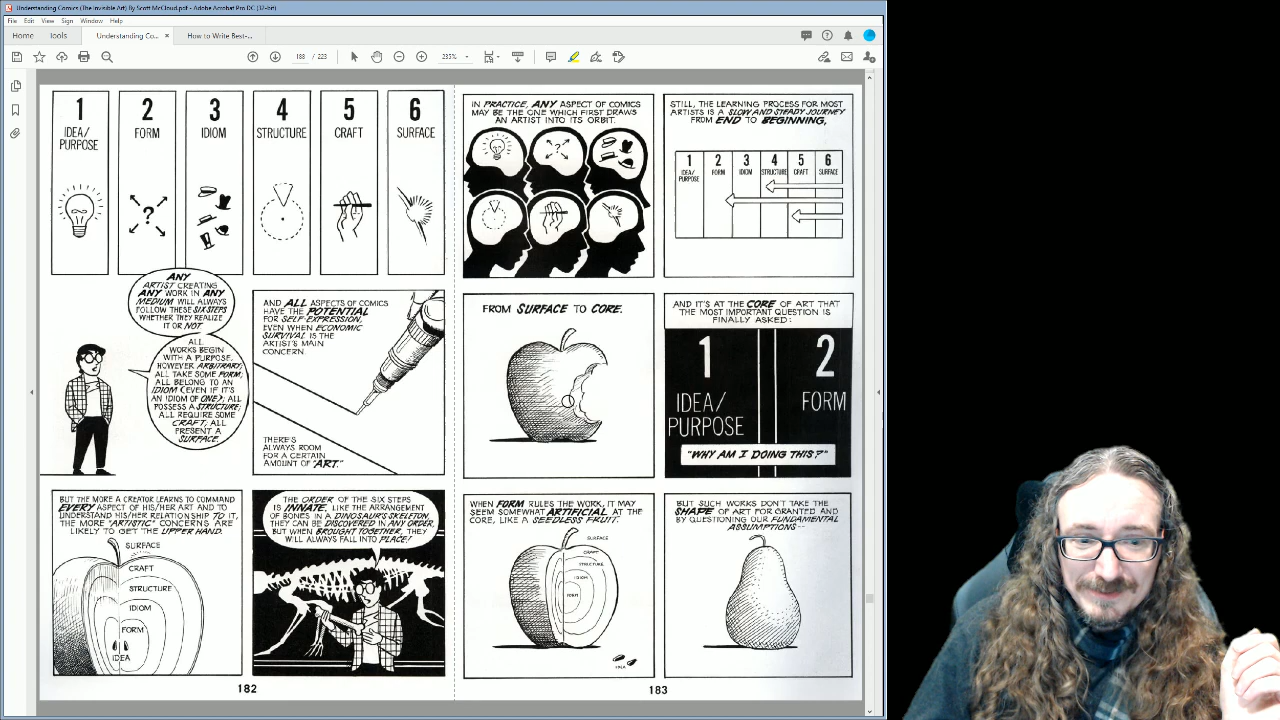 Understanding Comics (The Invisible Art) By Scott McCloud.pdf - Adobe Acrobat Pro DC (32-bit)
File Edit View Sign Window Help
Home Tools Understanding Co... × How to Write Best-...
188 / 223 235%
1
IDEA/
PURPOSE
2
FORM
3
IDIOM
4
STRUCTURE
5
CRAFT
6
SURFACE
?
ANY
ARTIST CREATING
ANY WORK IN ANY
MEDIUM WILL ALWAYS
FOLLOW THESE SIX STEPS
WHETHER THEY REALIZE
IT OR NOT
ALL
WORKS BEGIN
WITH A PURPOSE,
HOWEVER ARBITRARY;
ALL TAKE SOME FORM;
ALL BELONG TO AN
IDIOM (EVEN IF IT'S
AN IDIOM OF ONE); ALL
POSSESS A STRUCTURE;
ALL REQUIRE SOME
CRAFT; ALL
PRESENT A
SURFACE.
AND ALL ASPECTS OF COMICS
HAVE THE POTENTIAL
FOR SELF-EXPRESSION,
EVEN WHEN ECONOMIC
SURVIVAL IS THE
ARTIST'S MAIN
CONCERN.
THERE'S
ALWAYS ROOM
FOR A CERTAIN
AMOUNT OF "ART."
BUT THE MORE A CREATOR LEARNS TO COMMAND
EVERY ASPECT OF HIS/HER ART AND TO
UNDERSTAND HIS/HER RELATIONSHIP TO IT,
THE MORE "ARTISTIC" CONCERNS ARE
LIKELY TO GET THE UPPER HAND.
SURFACE
CRAFT
STRUCTURE
IDIOM
FORM
IDEA
THE ORDER OF THE SIX STEPS
IS INNATE, LIKE THE ARRANGEMENT
OF BONES IN A DINOSAUR'S SKELETON,
THEY CAN BE DISCOVERED IN ANY ORDER,
BUT WHEN BROUGHT TOGETHER, THEY
WILL ALWAYS FALL INTO PLACE!
182
IN PRACTICE, ANY ASPECT OF COMICS
MAY BE THE ONE WHICH FIRST DRAWS
AN ARTIST INTO ITS ORBIT.
?
STILL, THE LEARNING PROCESS FOR MOST
ARTISTS IS A SLOW AND STEADY JOURNEY
FROM END TO BEGINNING,
1 2 3 4 5 6
IDEA/ FORM IDIOM STRUCTURE CRAFT SURFACE
PURPOSE
FROM SURFACE TO CORE.
AND IT'S AT THE CORE OF ART THAT
THE MOST IMPORTANT QUESTION IS
FINALLY ASKED:
1
IDEA/
PURPOSE
2
FORM
"WHY AM I DOING THIS?"
WHEN FORM RULES THE WORK, IT MAY
SEEM SOMEWHAT ARTIFICIAL AT THE
CORE, LIKE A SEEDLESS FRUIT.
SURFACE
CRAFT
STRUCTURE
IDIOM
FORM
IDEA
BUT SUCH WORKS DON'T TAKE THE
SHAPE OF ART FOR GRANTED AND
BY QUESTIONING OUR FUNDAMENTAL
ASSUMPTIONS--
183